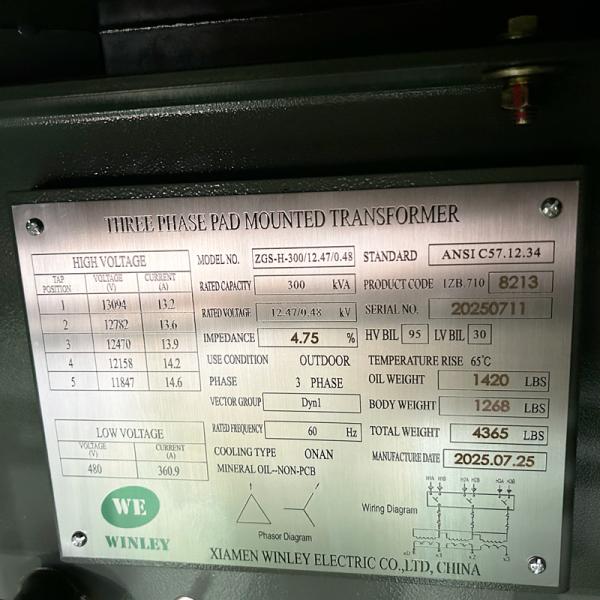 THREE PHASE PAD MOUNTED TRANSFORMER
HIGH VOLTAGE
TAP POSITION VOLTAGE (V) CURRENT (A)
1 13094 13.2
2 12782 13.6
3 12470 13.9
4 12158 14.2
5 11847 14.6
LOW VOLTAGE
VOLTAGE (V) CURRENT (A)
480 360.9
WE
WINLEY
MODEL NO. ZGS-H-300/12.47/0.48
RATED CAPACITY 300 kVA
RATED VOLTAGE 12.47/0.48 kV
IMPEDANCE 4.75 %
USE CONDITION OUTDOOR
PHASE 3 PHASE
VECTOR GROUP Dyn1
RATED FREQUENCY 60 Hz
COOLING TYPE ONAN
MINERAL OIL--NON-PCB
STANDARD ANSI C57.12.34
PRODUCT CODE 1ZB.710 8213
SERIAL NO. 20250711
HV BIL 95 LV BIL 30
TEMPERATURE RISE 65℃
OIL WEIGHT 1420 LBS
BODY WEIGHT 1268 LBS
TOTAL WEIGHT 4365 LBS
MANUFACTURE DATE 2025.07.25
Phasor Diagram
Wiring Diagram
H1A H1B H2A H2B H3A H3B
XIAMEN WINLEY ELECTRIC CO.,LTD, CHINA